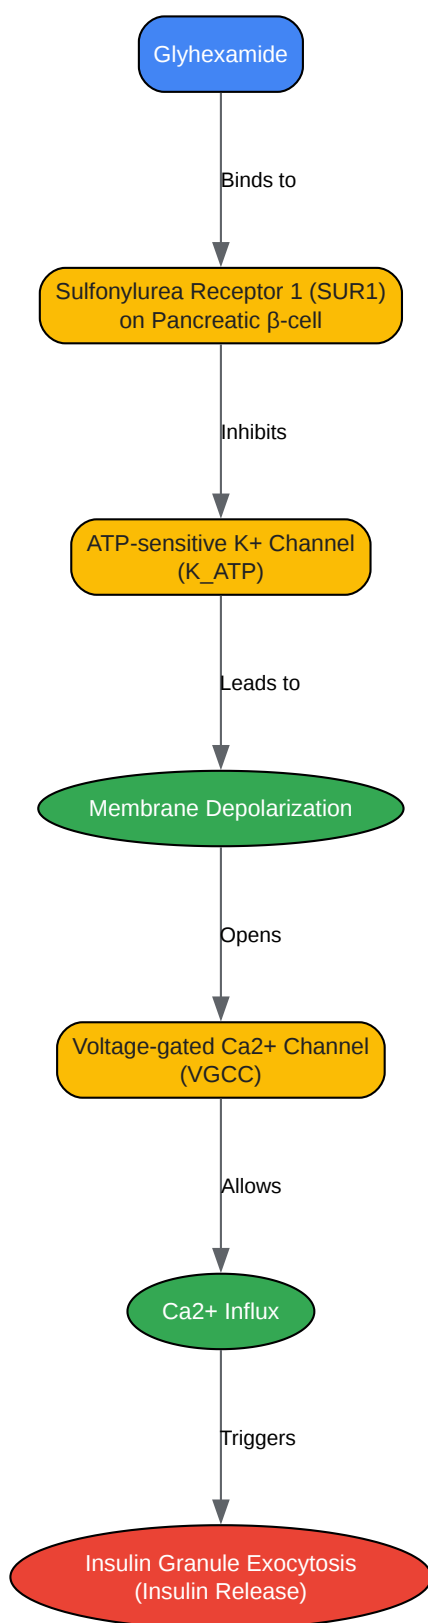 Glyhexamide
Binds to
Sulfonylurea Receptor 1 (SUR1)
on Pancreatic β-cell
Inhibits
ATP-sensitive K+ Channel
(K_ATP)
Leads to
Membrane Depolarization
Opens
Voltage-gated Ca2+ Channel
(VGCC)
Allows
Ca2+ Influx
Triggers
Insulin Granule Exocytosis
(Insulin Release)